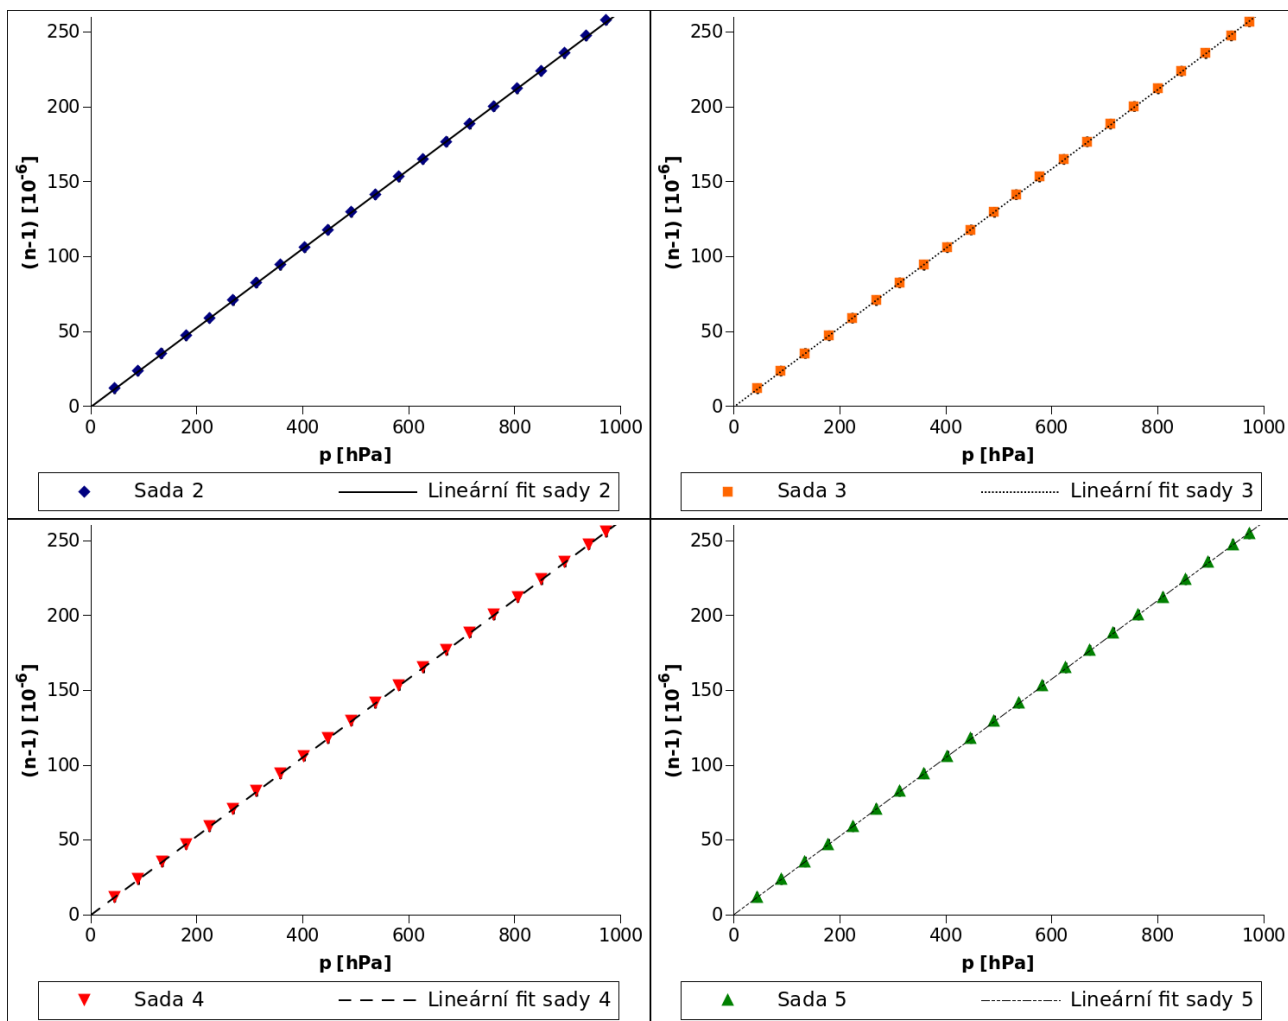 250
200
150
100
50
0
(n-1) [10⁻⁶]
0 200 400 600 800 1000
p [hPa]
Sada 2 Lineární fit sady 2
250
200
150
100
50
0
(n-1) [10⁻⁶]
0 200 400 600 800 1000
p [hPa]
Sada 3 Lineární fit sady 3
250
200
150
100
50
0
(n-1) [10⁻⁶]
0 200 400 600 800 1000
p [hPa]
Sada 4 Lineární fit sady 4
250
200
150
100
50
0
(n-1) [10⁻⁶]
0 200 400 600 800 1000
p [hPa]
Sada 5 Lineární fit sady 5